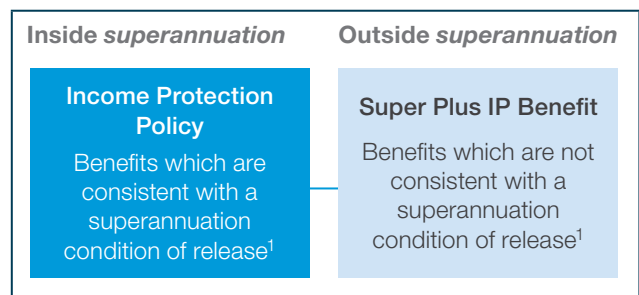 Inside superannuation
Outside superannuation
Income Protection
Policy
Benefits which are
consistent with a
superannuation
condition of release1
Super Plus IP Benefit
Benefits which are not
consistent with a
superannuation
condition of release1